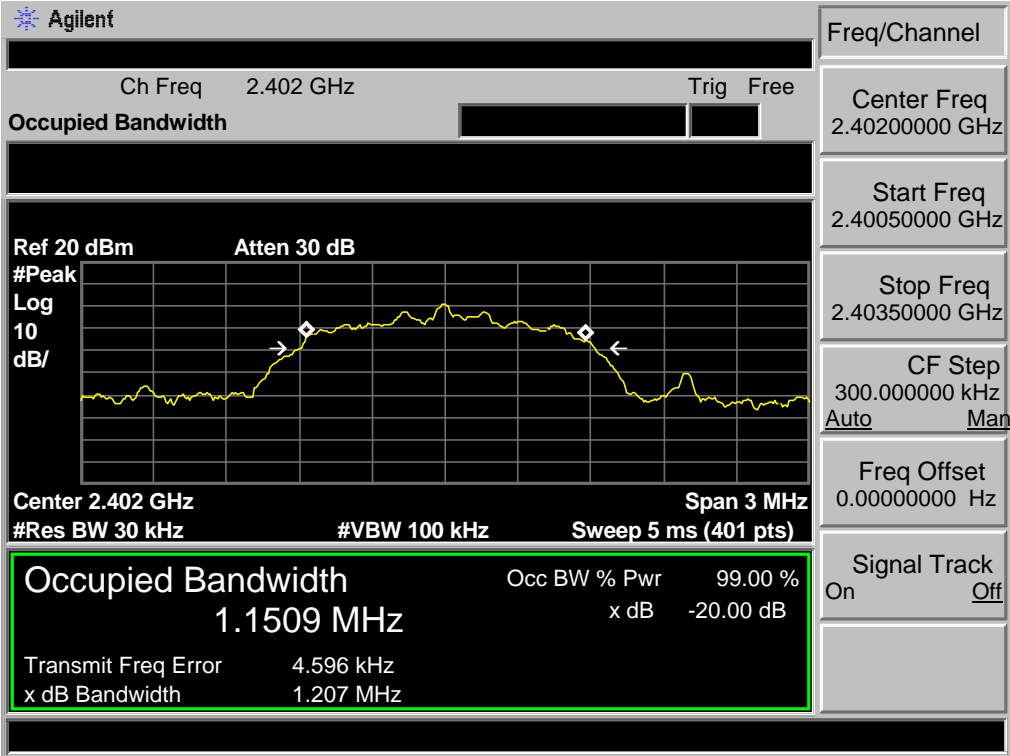 Agilent
Freq/Channel
Ch Freq 2.402 GHz Trig Free
Occupied Bandwidth
Center Freq
2.40200000 GHz
Start Freq
2.40050000 GHz
Stop Freq
2.40350000 GHz
CF Step
300.000000 kHz
Auto Man
Freq Offset
0.00000000 Hz
Signal Track
On Off
Ref 20 dBm Atten 30 dB
#Peak
Log
10
dB/
Center 2.402 GHz Span 3 MHz
#Res BW 30 kHz #VBW 100 kHz Sweep 5 ms (401 pts)
Occupied Bandwidth
1.1509 MHz
Occ BW % Pwr 99.00 %
x dB -20.00 dB
Transmit Freq Error 4.596 kHz
x dB Bandwidth 1.207 MHz